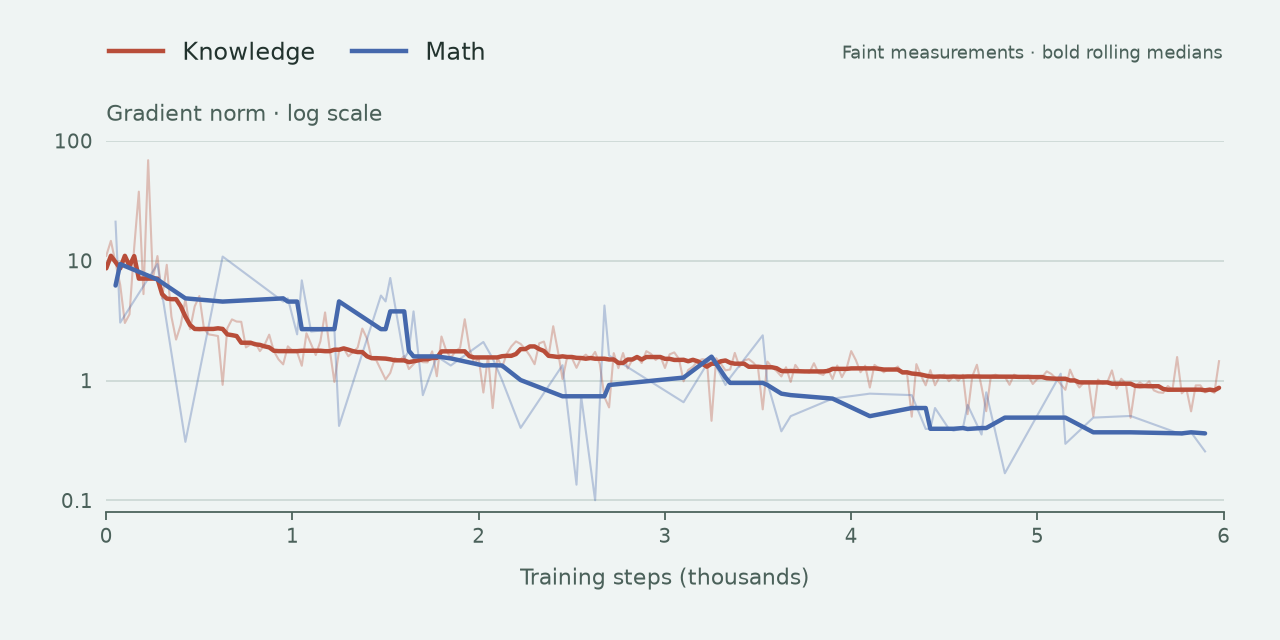 Knowledge
Math
Faint measurements · bold rolling medians
Gradient norm · log scale
100
10
1
0.1
0
1
2
3
4
5
6
Training steps (thousands)